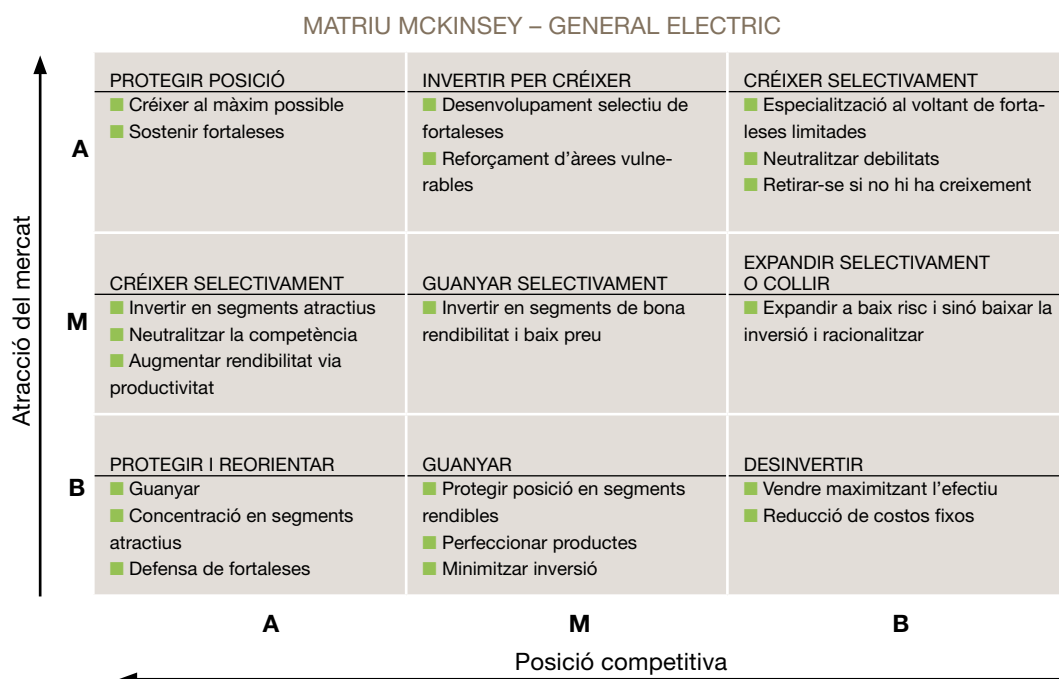 MATRIU MCKINSEY – GENERAL ELECTRIC
Atracció del mercat
A
PROTEGIR POSICIÓ
■ Créixer al màxim possible
■ Sostenir fortaleses
INVERTIR PER CRÉIXER
■ Desenvolupament selectiu de
fortaleses
■ Reforçament d'àrees vulne-
rables
CRÉIXER SELECTIVAMENT
■ Especialització al voltant de forta-
leses limitades
■ Neutralitzar debilitats
■ Retirar-se si no hi ha creixement
M
CRÉIXER SELECTIVAMENT
■ Invertir en segments atractius
■ Neutralitzar la competència
■ Augmentar rendibilitat via
productivitat
GUANYAR SELECTIVAMENT
■ Invertir en segments de bona
rendibilitat i baix preu
EXPANDIR SELECTIVAMENT
O COLLIR
■ Expandir a baix risc i sinó baixar la
inversió i racionalitzar
B
PROTEGIR I REORIENTAR
■ Guanyar
■ Concentració en segments
atractius
■ Defensa de fortaleses
GUANYAR
■ Protegir posició en segments
rendibles
■ Perfeccionar productes
■ Minimitzar inversió
DESINVERTIR
■ Vendre maximitzant l'efectiu
■ Reducció de costos fixos
A
M
B
Posició competitiva